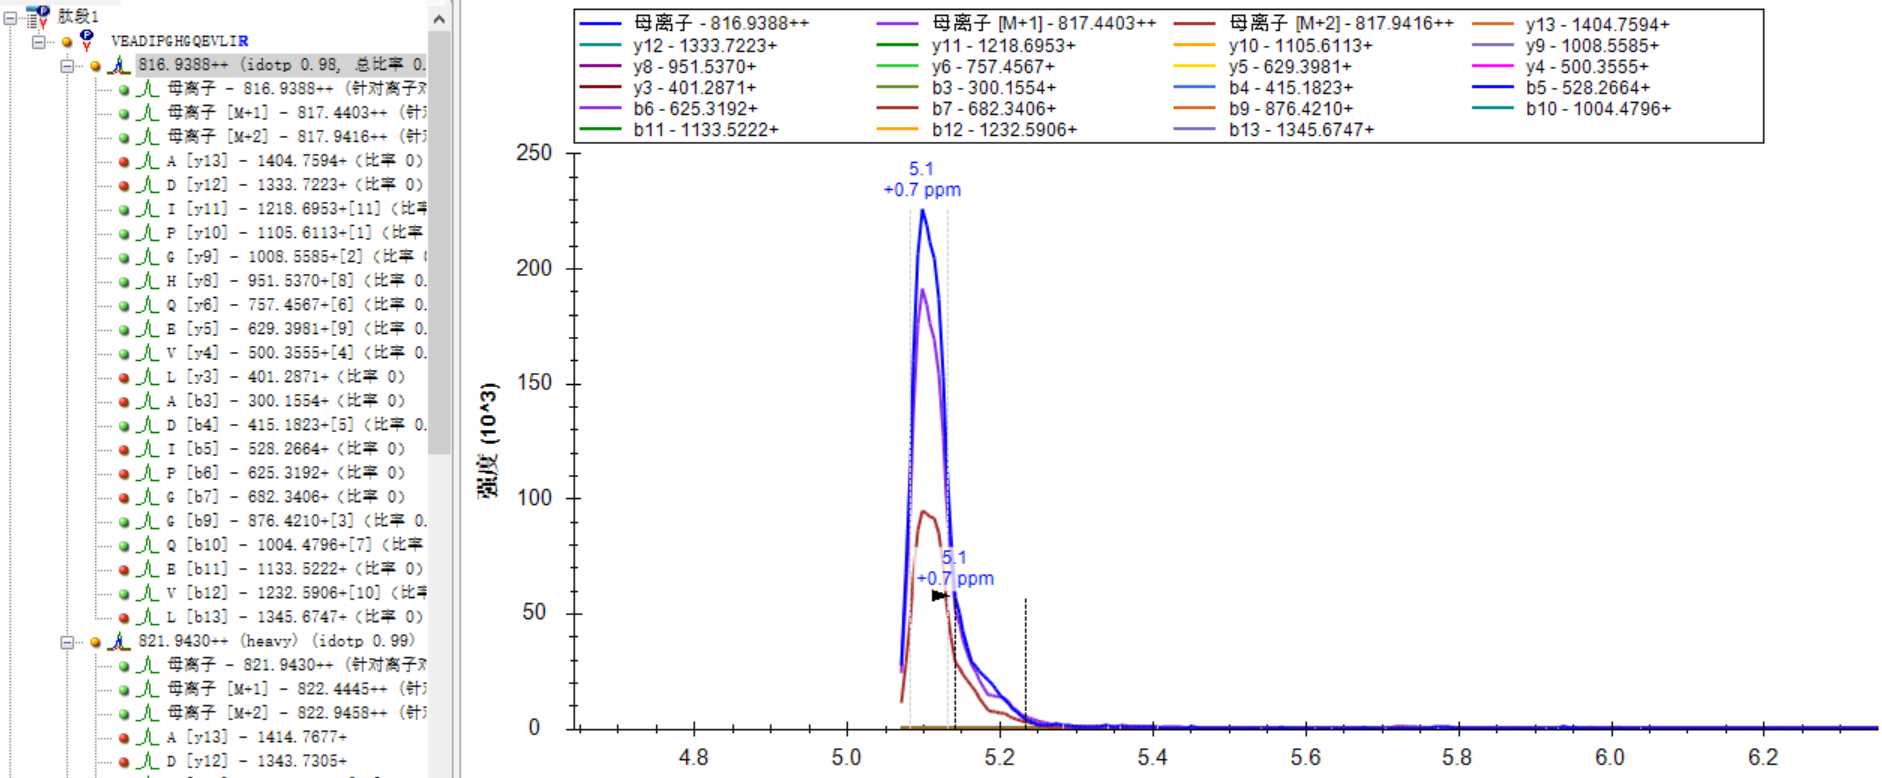 肽段1
VEADIPGHGQEVLIR
816.9388++ (idotp 0.98, 总比率 0.
母离子 - 816.9388++ (针对离子对
母离子 [M+1] - 817.4403++ (针对
母离子 [M+2] - 817.9416++ (针对
A [y13] - 1404.7594+ (比率 0)
D [y12] - 1333.7223+ (比率 0)
I [y11] - 1218.6953+[11] (比率
P [y10] - 1105.6113+[1] (比率
G [y9] - 1008.5585+[2] (比率 (
H [y8] - 951.5370+[8] (比率 0.
Q [y6] - 757.4567+[6] (比率 0.
E [y5] - 629.3981+[9] (比率 0.
V [y4] - 500.3555+[4] (比率 0.
L [y3] - 401.2871+ (比率 0)
A [b3] - 300.1554+ (比率 0)
D [b4] - 415.1823+[5] (比率 0.
I [b5] - 528.2664+ (比率 0)
P [b6] - 625.3192+ (比率 0)
G [b7] - 682.3406+ (比率 0)
G [b9] - 876.4210+[3] (比率 0.
Q [b10] - 1004.4796+[7] (比率
E [b11] - 1133.5222+ (比率 0)
V [b12] - 1232.5906+[10] (比率
L [b13] - 1345.6747+ (比率 0)
821.9430++ (heavy) (idotp 0.99)
母离子 - 821.9430++ (针对离子对
母离子 [M+1] - 822.4445++ (针对
母离子 [M+2] - 822.9458++ (针对
A [y13] - 1414.7677+
D [y12] - 1343.7305+
母离子 - 816.9388++ 母离子 [M+1] - 817.4403++ 母离子 [M+2] - 817.9416++ y13 - 1404.7594+
y12 - 1333.7223+ y11 - 1218.6953+ y10 - 1105.6113+ y9 - 1008.5585+
y8 - 951.5370+ y6 - 757.4567+ y5 - 629.3981+ y4 - 500.3555+
y3 - 401.2871+ b3 - 300.1554+ b4 - 415.1823+ b5 - 528.2664+
b6 - 625.3192+ b7 - 682.3406+ b9 - 876.4210+ b10 - 1004.4796+
b11 - 1133.5222+ b12 - 1232.5906+ b13 - 1345.6747+
强度 (10^3)
250
200
150
100
50
0
5.1
+0.7 ppm
5.1
+0.7 ppm
4.8 5.0 5.2 5.4 5.6 5.8 6.0 6.2